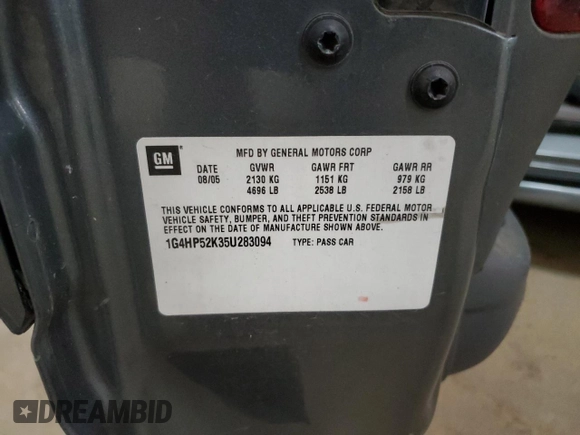 GM
MFD BY GENERAL MOTORS CORP
DATE GVWR GAWR FRT GAWR RR
08/05 2130 KG 1151 KG 979 KG
4696 LB 2538 LB 2158 LB
THIS VEHICLE CONFORMS TO ALL APPLICABLE U.S. FEDERAL MOTOR
VEHICLE SAFETY, BUMPER, AND THEFT PREVENTION STANDARDS IN
EFFECT ON THE DATE OF MANUFACTURE SHOWN ABOVE.
1G4HP52K35U283094 TYPE: PASS CAR
DREAMBID